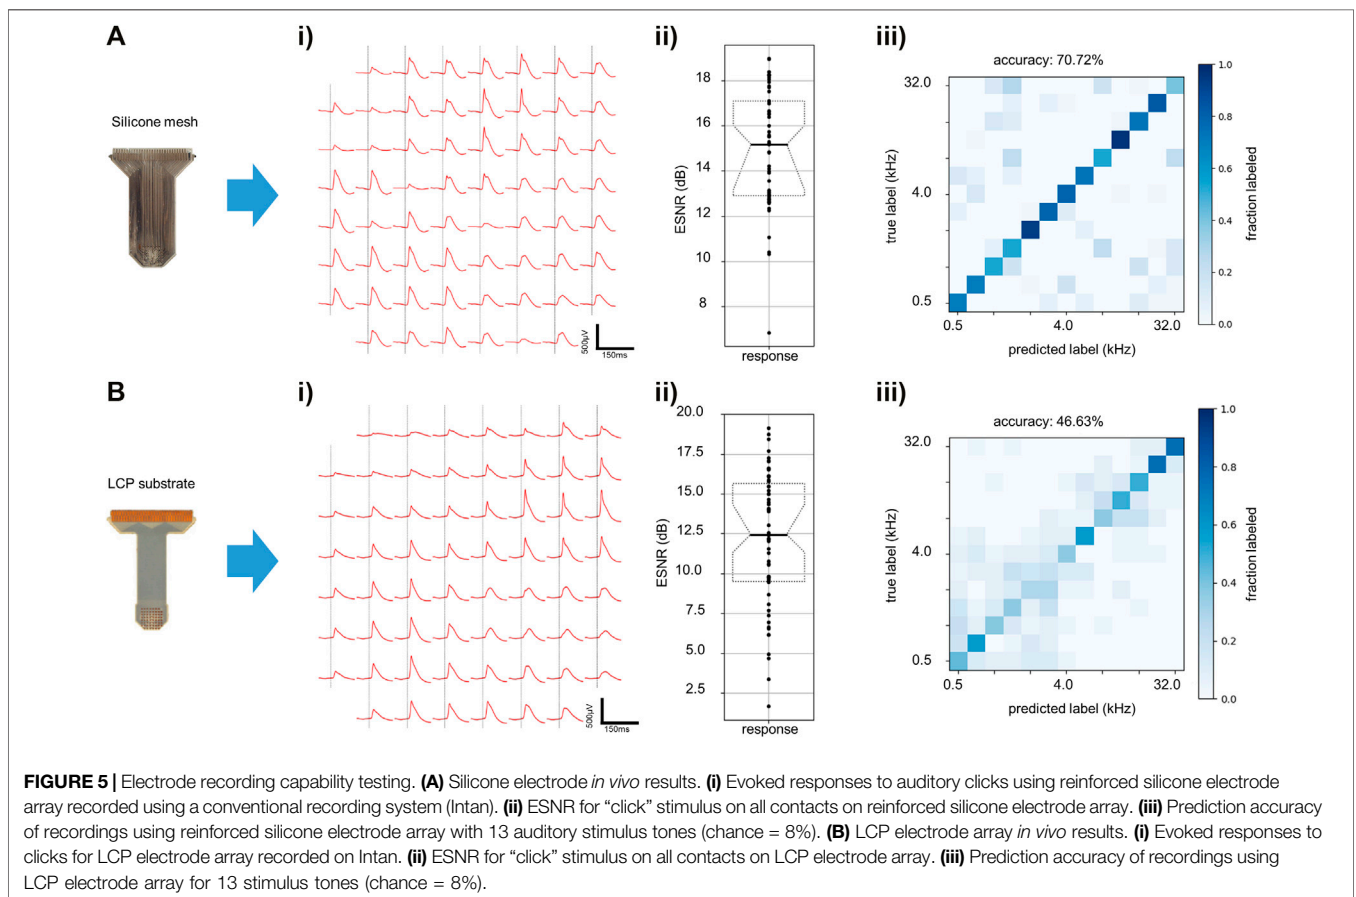 A
i)
ii)
iii)
Silicone mesh
500μV
150ms
18
16
14
12
10
8
ESNR (dB)
response
accuracy: 70.72%
32.0
4.0
0.5
true label (kHz)
0.5
4.0
32.0
predicted label (kHz)
1.0
0.8
0.6
0.4
0.2
0.0
fraction labeled
B
i)
ii)
iii)
LCP substrate
500μV
150ms
20.0
17.5
15.0
12.5
10.0
7.5
5.0
2.5
ESNR (dB)
response
accuracy: 46.63%
32.0
4.0
0.5
true label (kHz)
0.5
4.0
32.0
predicted label (kHz)
1.0
0.8
0.6
0.4
0.2
0.0
fraction labeled
FIGURE 5 | Electrode recording capability testing. (A) Silicone electrode in vivo results. (i) Evoked responses to auditory clicks using reinforced silicone electrode
array recorded using a conventional recording system (Intan). (ii) ESNR for “click” stimulus on all contacts on reinforced silicone electrode array. (iii) Prediction accuracy
of recordings using reinforced silicone electrode array with 13 auditory stimulus tones (chance = 8%). (B) LCP electrode array in vivo results. (i) Evoked responses to
clicks for LCP electrode array recorded on Intan. (ii) ESNR for “click” stimulus on all contacts on LCP electrode array. (iii) Prediction accuracy of recordings using
LCP electrode array for 13 stimulus tones (chance = 8%).